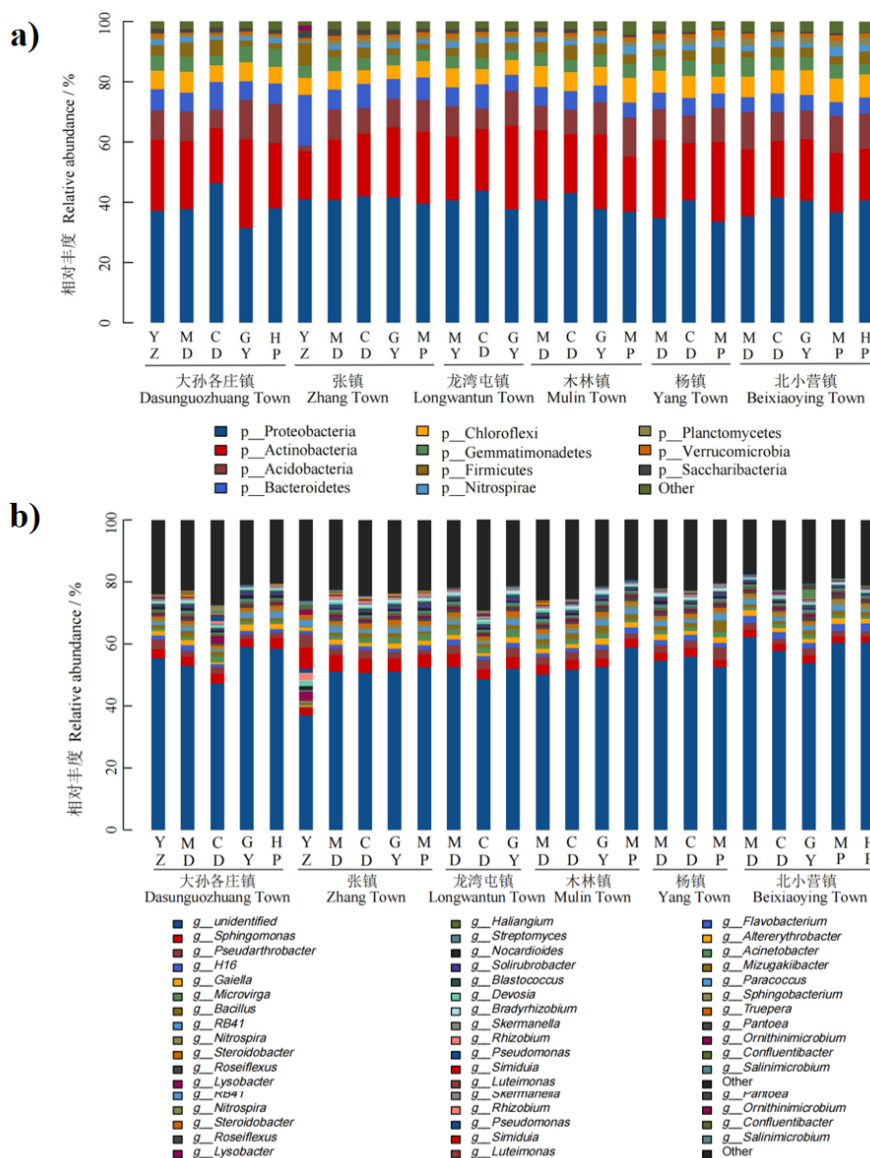 a)
相对丰度 Relative abundance / %
100
80
60
40
20
0
Y M C G H Y M C G M M C G M C G M M C M M C G M H
Z D D Y P Z D D Y P Y D Y D D Y P D D P D D Y P P
大孙各庄镇 张镇 龙湾屯镇 木林镇 杨镇 北小营镇
Dasunguozhuang Town Zhang Town Longwantun Town Mulin Town Yang Town Beixiaoying Town
p__Proteobacteria p__Chloroflexi p__Planctomycetes
p__Actinobacteria p__Gemmatimonadetes p__Verrucomicrobia
p__Acidobacteria p__Firmicutes p__Saccharibacteria
p__Bacteroidetes p__Nitrospirae Other
b)
相对丰度 Relative abundance / %
100
80
60
40
20
0
Y M C G H Y M C G M M C G M C G M M C M M C G M H
Z D D Y P Z D D Y P D D Y D D Y P D D P D D Y P F
大孙各庄镇 张镇 龙湾屯镇 木林镇 杨镇 北小营镇
Dasunguozhuang Town Zhang Town Longwantun Town Mulin Town Yang Town Beixiaoying Town
g__unidentified g__Haliangium g__Flavobacterium
g__Sphingomonas g__Streptomyces g__Altererythrobacter
g__Pseudarthrobacter g__Nocardioides g__Acinetobacter
g__H16 g__Solirubrobacter g__Mizugakiibacter
g__Gaiella g__Blastococcus g__Paracoccus
g__Microvirga g__Devosia g__Sphingobacterium
g__Bacillus g__Bradyrhizobium g__Truepera
g__RB41 g__Skermanella g__Pantoea
g__Nitrospira g__Rhizobium g__Ornithinimicrobium
g__Steroidobacter g__Pseudomonas g__Confluentibacter
g__Roseiflexus g__Simiduia g__Salinimicrobium
g__Lysobacter g__Luteimonas Other
g__RB41 g__Skermanella g__Pantoea
g__Nitrospira g__Rhizobium g__Ornithinimicrobium
g__Steroidobacter g__Pseudomonas g__Confluentibacter
g__Roseiflexus g__Simiduia g__Salinimicrobium
g__Lysobacter g__Luteimonas Other